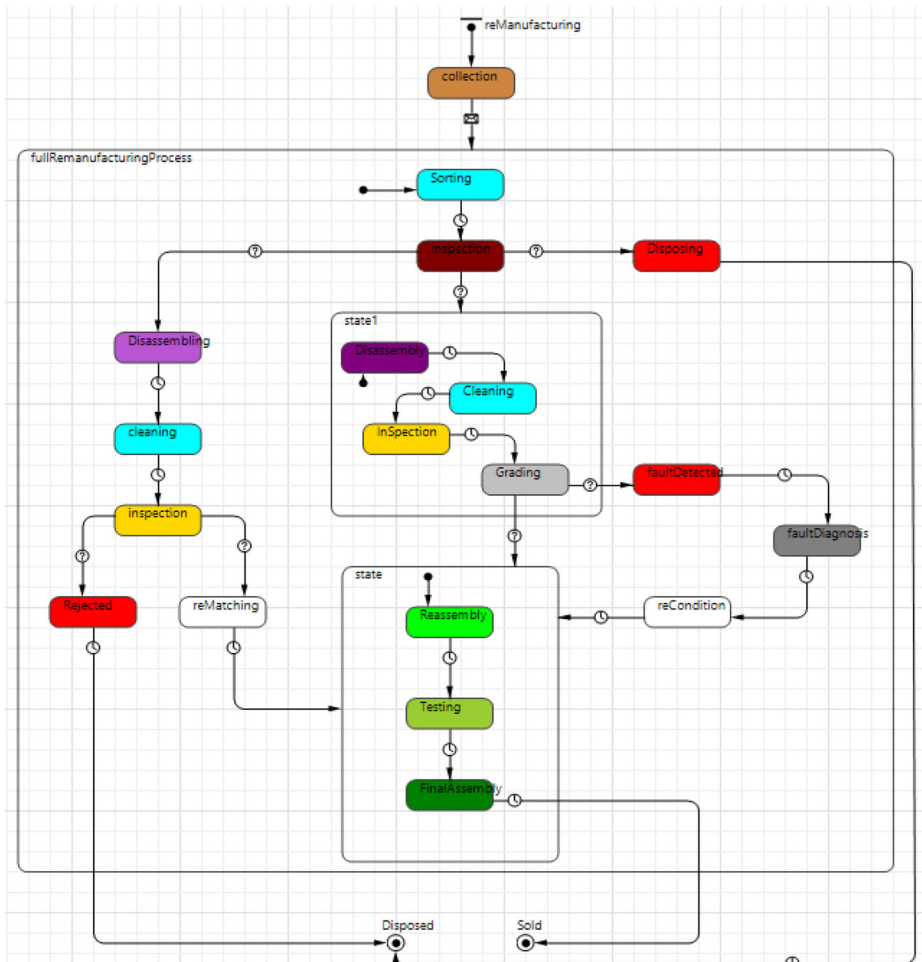 reManufacturing
collection
fullRemanufacturingProcess
Sorting
Inspection
Disposing
state1
Disassembling
Disassembly
Cleaning
cleaning
InSpection
Grading
faultDetected
inspection
faultDiagnosis
state
Rejected
reMatching
Reassembly
reCondition
Testing
FinalAssembly
Disposed
Sold